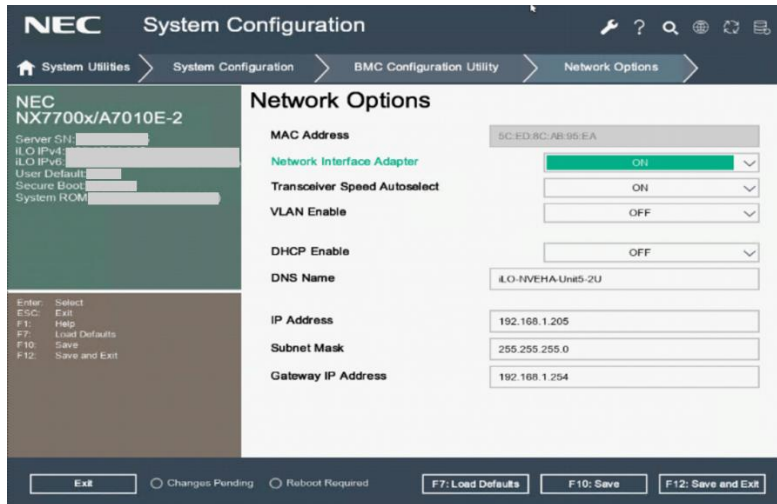 NEC System Configuration
System Utilities System Configuration BMC Configuration Utility Network Options
NEC
NX7700x/A7010E-2
Server SN:
iLO IPv4:
iLO IPv6:
User Default:
Secure Boot:
System ROM
Enter: Select
ESC: Exit
F1: Help
F7: Load Defaults
F10: Save
F12: Save and Exit
Network Options
MAC Address 5C:ED:8C:AB:95:EA
Network Interface Adapter ON
Transceiver Speed Autoselect ON
VLAN Enable OFF
DHCP Enable OFF
DNS Name iLO-NVEHA-Unit5-2U
IP Address 192.168.1.205
Subnet Mask 255.255.255.0
Gateway IP Address 192.168.1.254
Exit Changes Pending Reboot Required F7: Load Defaults F10: Save F12: Save and Exit